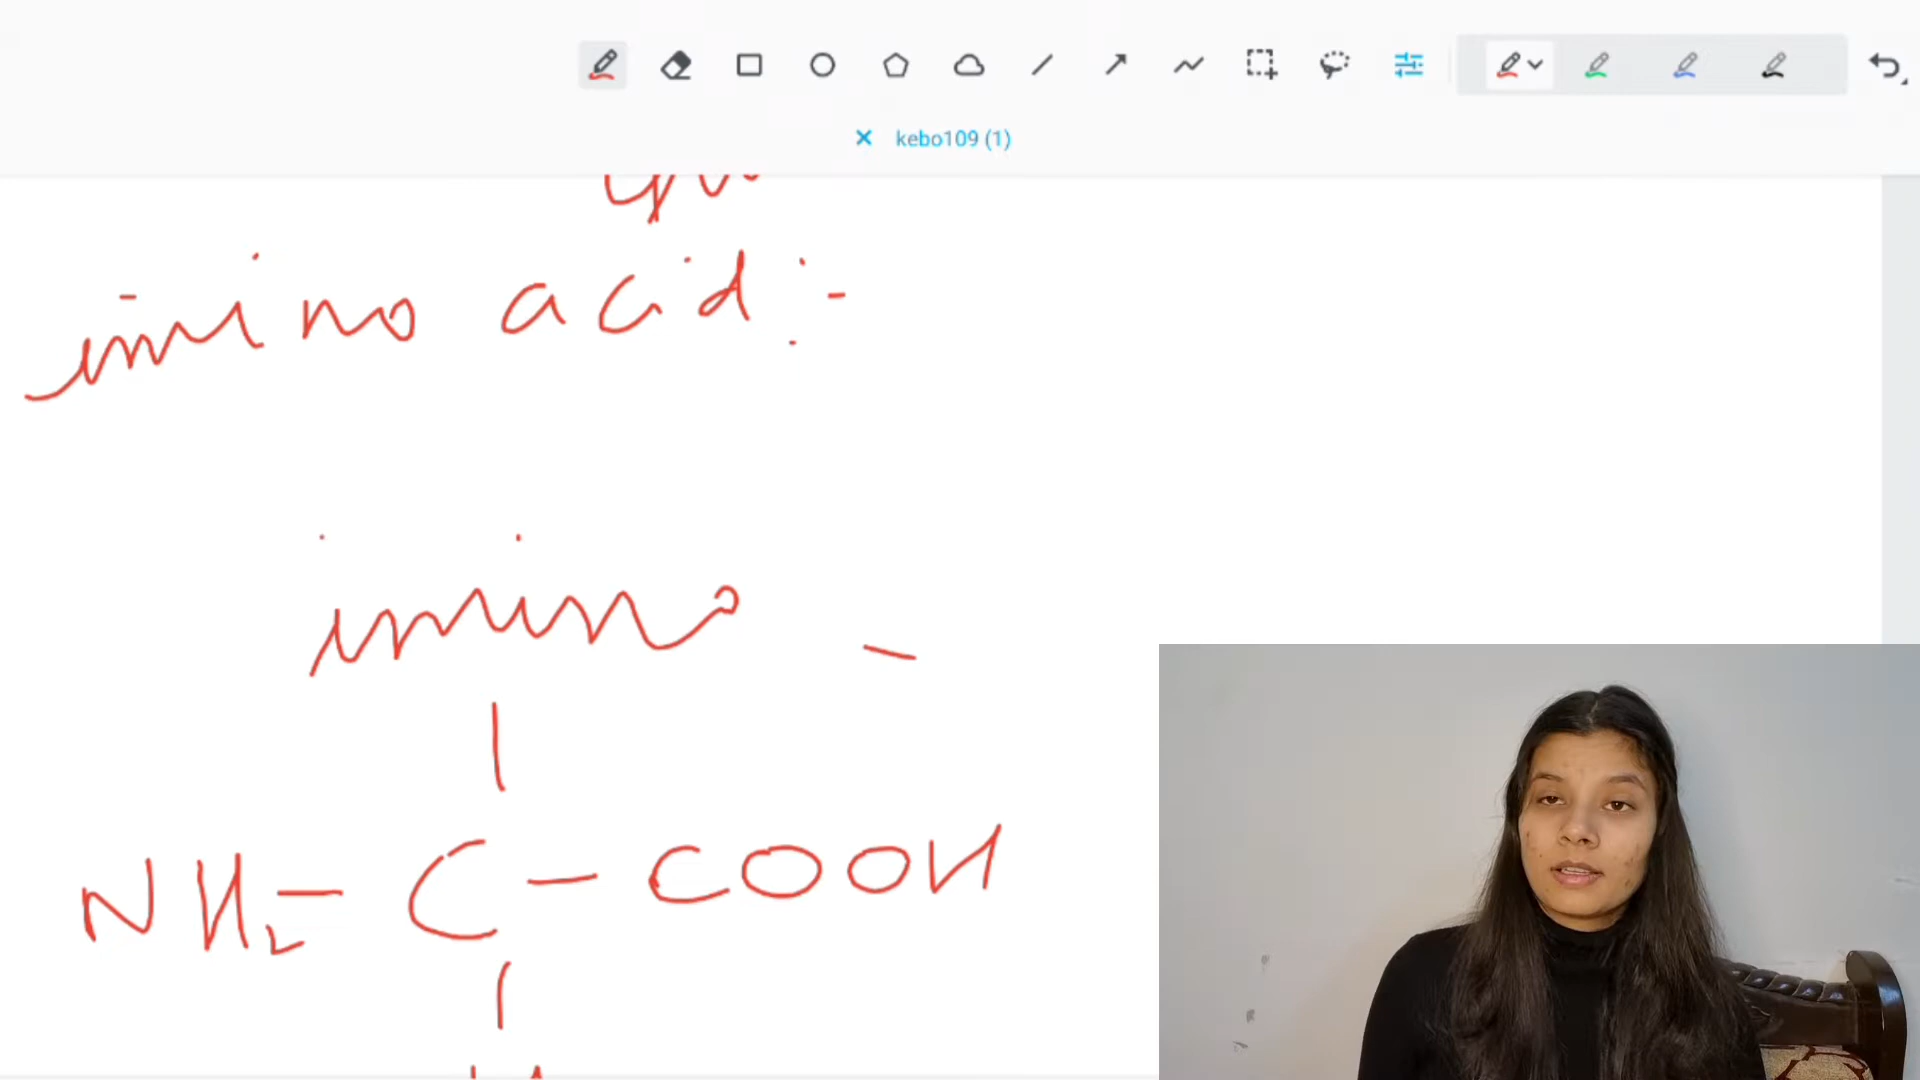 kebo109 (1)
imino acid :-
imino -
NH2 - C - COOH
H